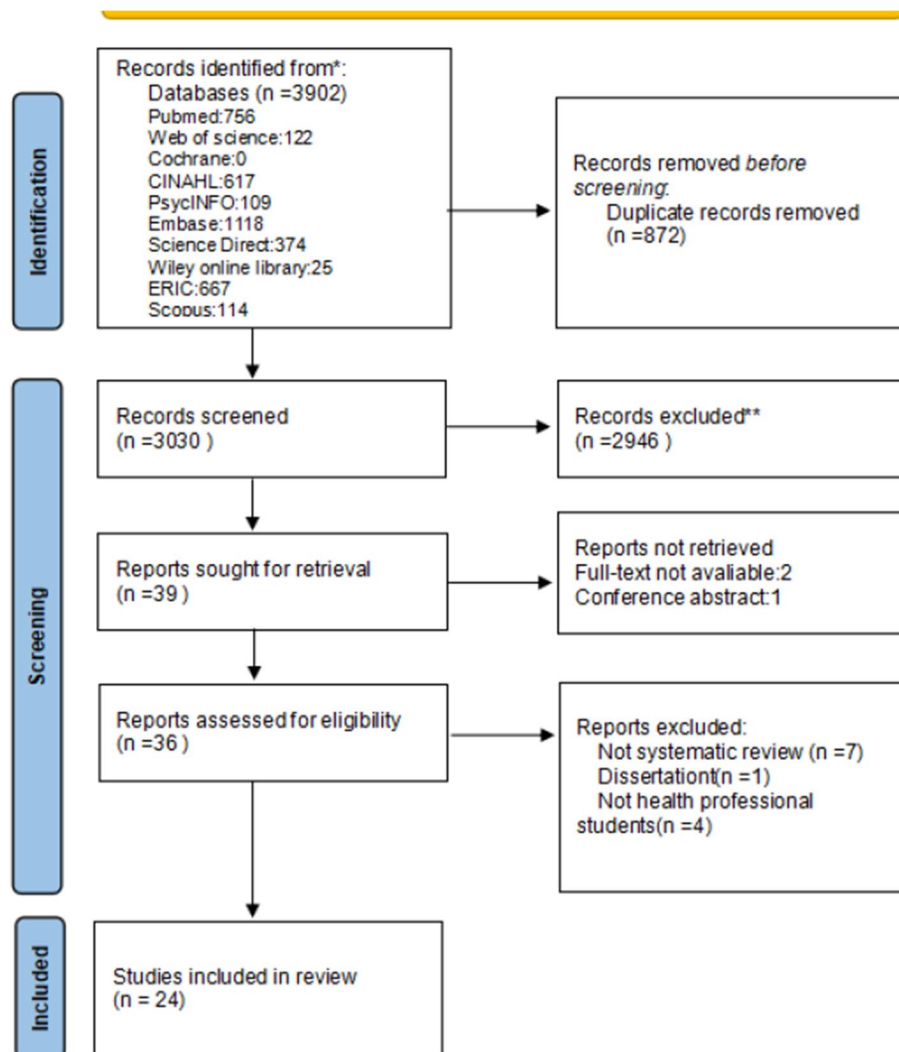 Identification
Records identified from*:
Databases (n =3902)
Pubmed:756
Web of science:122
Cochrane:0
CINAHL:617
PsycINFO:109
Embase:1118
Science Direct:374
Wiley online library:25
ERIC:667
Scopus:114
Records removed before
screening:
Duplicate records removed
(n =872)
Screening
Records screened
(n =3030 )
Records excluded**
(n =2946 )
Reports sought for retrieval
(n =39 )
Reports not retrieved
Full-text not avaliable:2
Conference abstract:1
Reports assessed for eligibility
(n =36 )
Reports excluded:
Not systematic review (n =7)
Dissertationt(n =1)
Not health professional
students(n =4)
Included
Studies included in review
(n = 24)